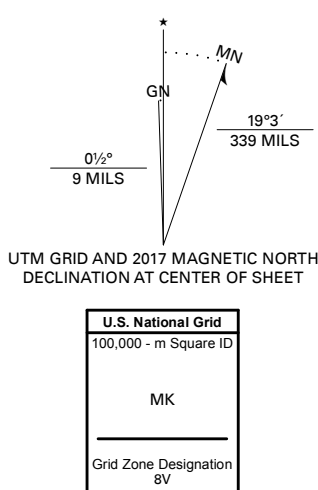 ★
MN
GN
19°3´
339 MILS
0½°
9 MILS
UTM GRID AND 2017 MAGNETIC NORTH
DECLINATION AT CENTER OF SHEET
U.S. National Grid
100,000 - m Square ID
MK
Grid Zone Designation
8V